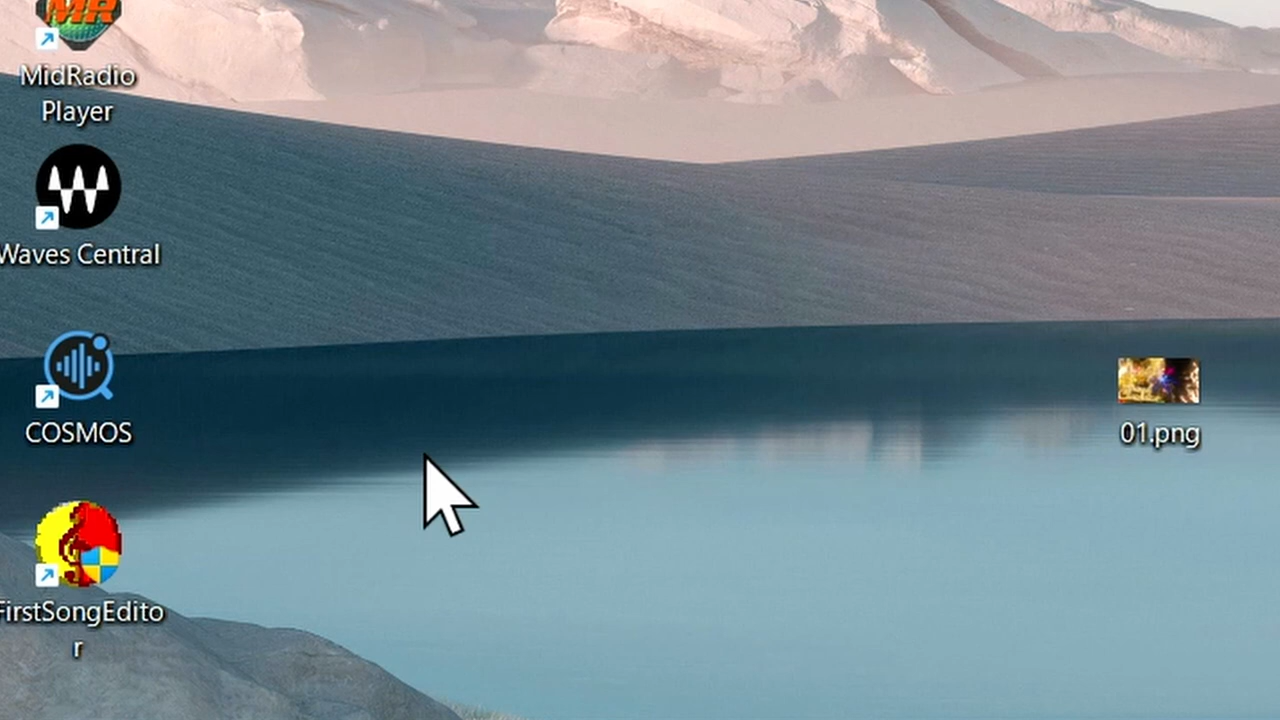 MR
MidRadio
Player
Waves Central
COSMOS
01.png
FirstSongEdito
r